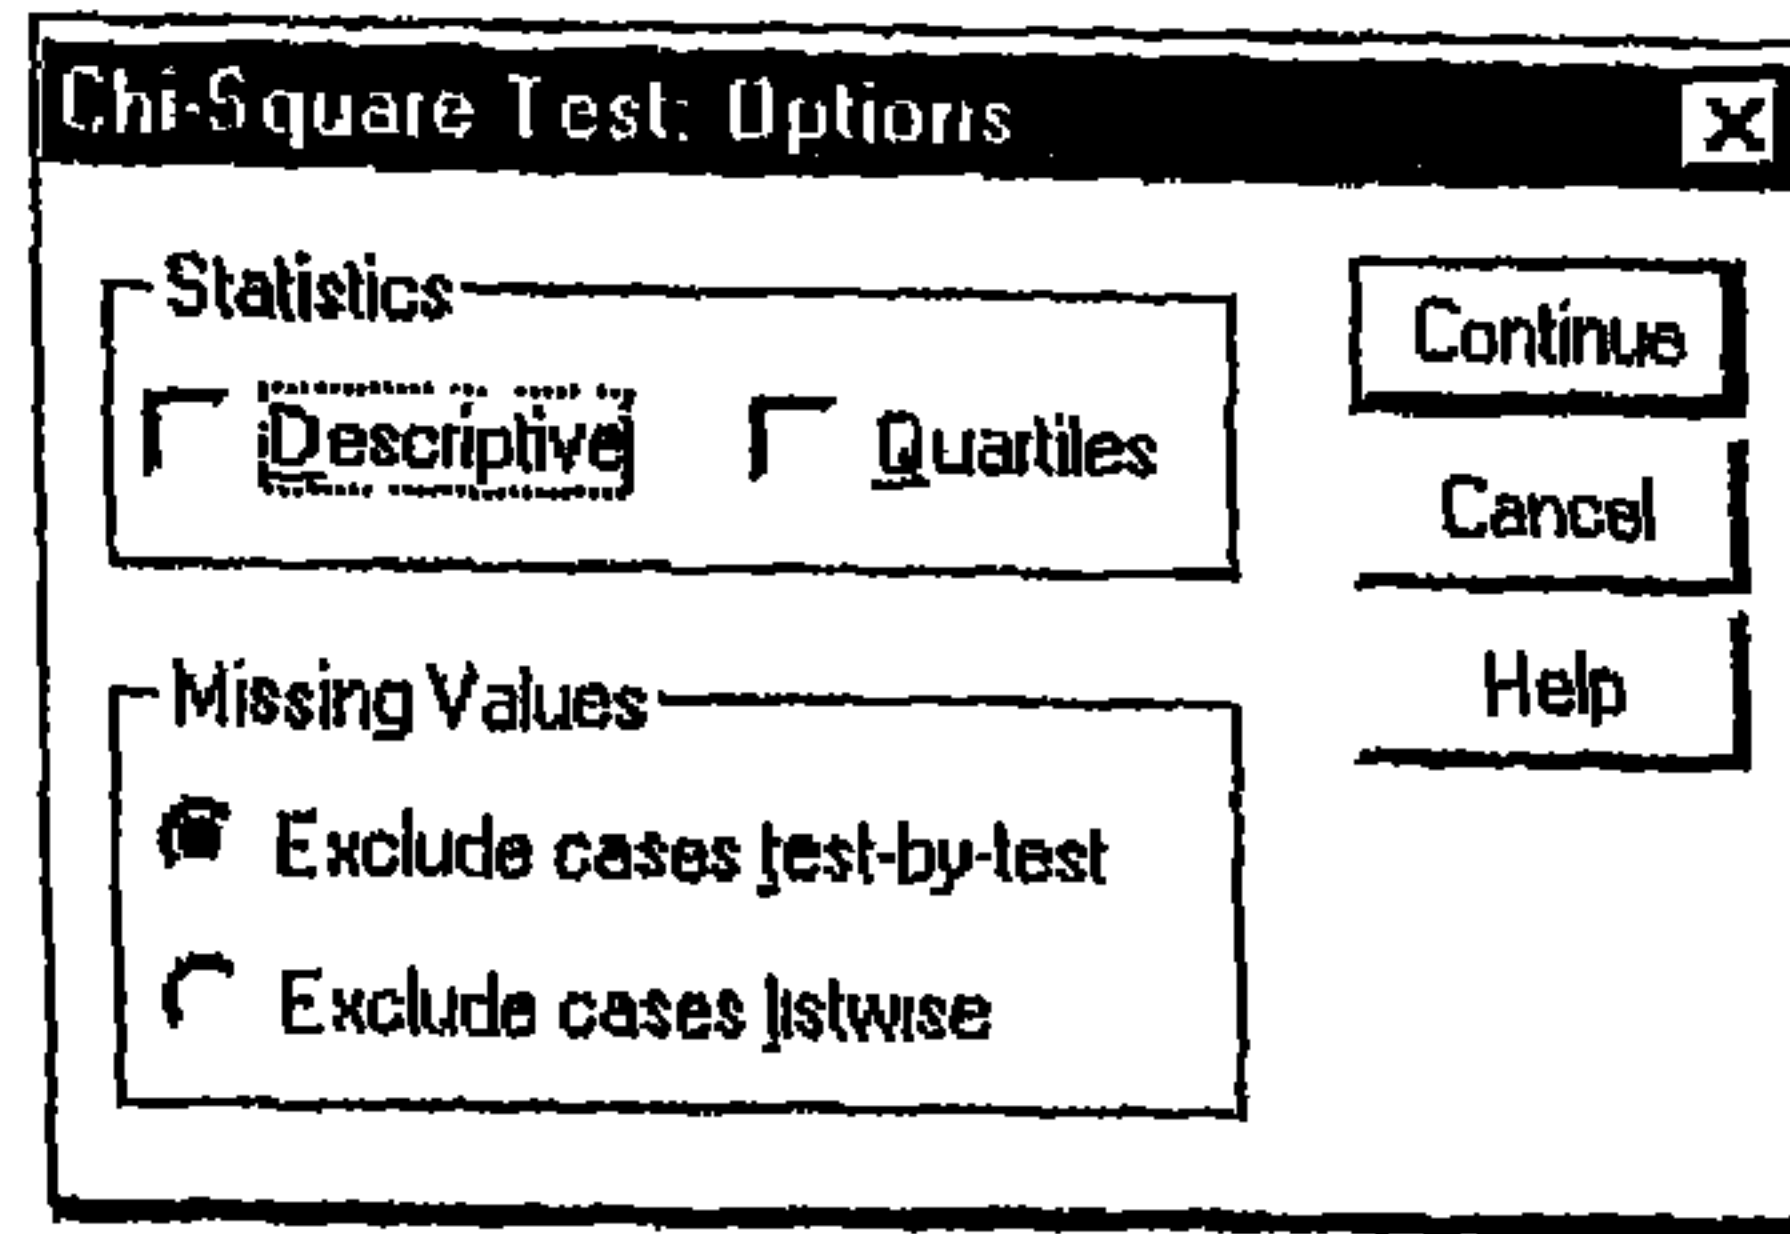 Chi-Square Test: Options
Statistics
Descriptive
Quartiles
Continue
Cancel
Help
Missing Values
Exclude cases test-by-test
Exclude cases listwise